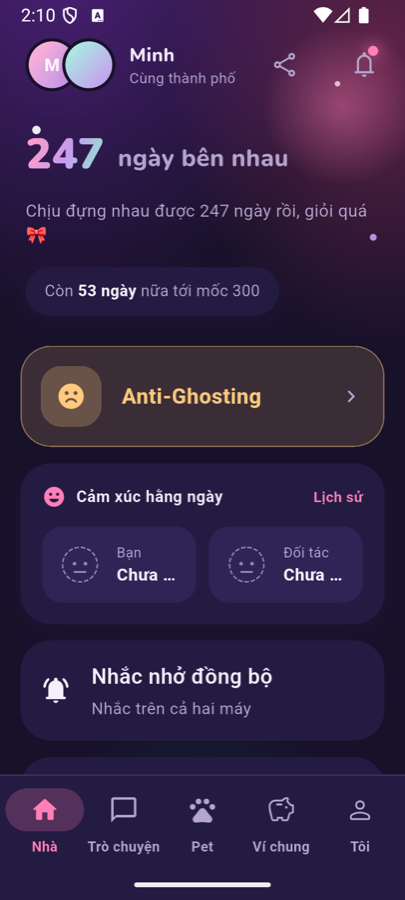 2:10
M
Minh
Cùng thành phố
247 ngày bên nhau
Chịu đựng nhau được 247 ngày rồi, giỏi quá
🎀
Còn 53 ngày nữa tới mốc 300
Anti-Ghosting
Cảm xúc hằng ngày
Lịch sử
Bạn
Chưa ...
Đối tác
Chưa ...
Nhắc nhở đồng bộ
Nhắc trên cả hai máy
Nhà
Trò chuyện
Pet
Ví chung
Tôi